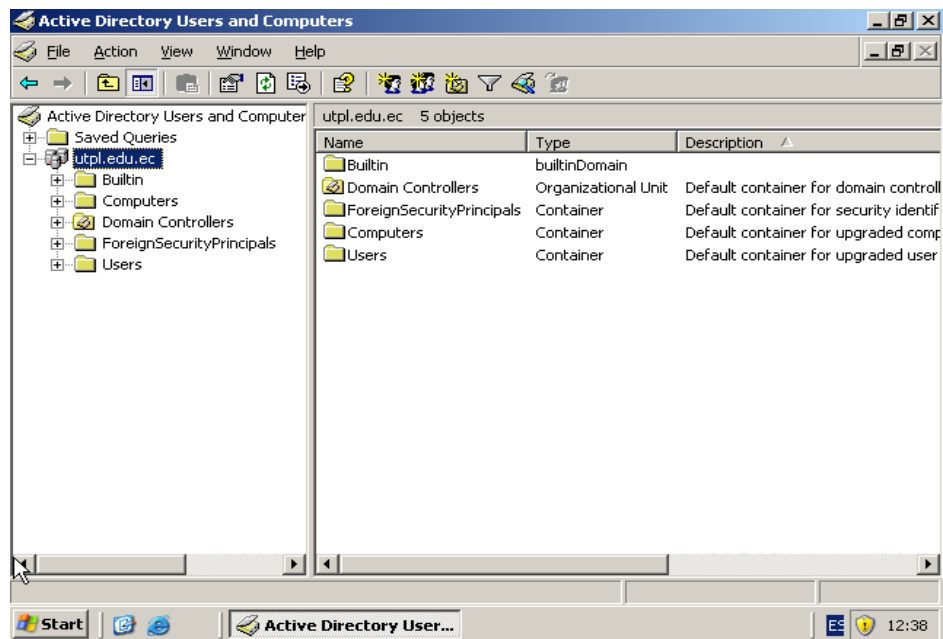 Active Directory Users and Computers
File Action View Window Help
Active Directory Users and Computer
Saved Queries
utpl.edu.ec
Builtin
Computers
Domain Controllers
ForeignSecurityPrincipals
Users
utpl.edu.ec 5 objects
Name Type Description
Builtin builtinDomain
Domain Controllers Organizational Unit Default container for domain controll
ForeignSecurityPrincipals Container Default container for security identif
Computers Container Default container for upgraded comp
Users Container Default container for upgraded user
Start Active Directory User... ES 12:38